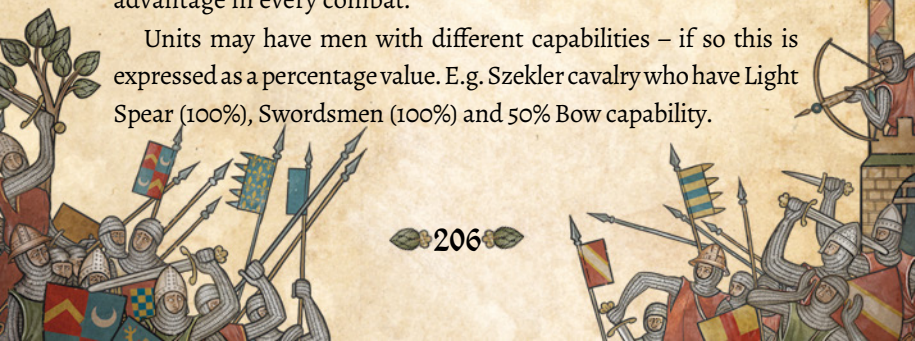 advantage in every combat.
Units may have men with different capabilities – if so this is
expressed as a percentage value. E.g. Szekler cavalry who have Light
Spear (100%), Swordsmen (100%) and 50% Bow capability.
206